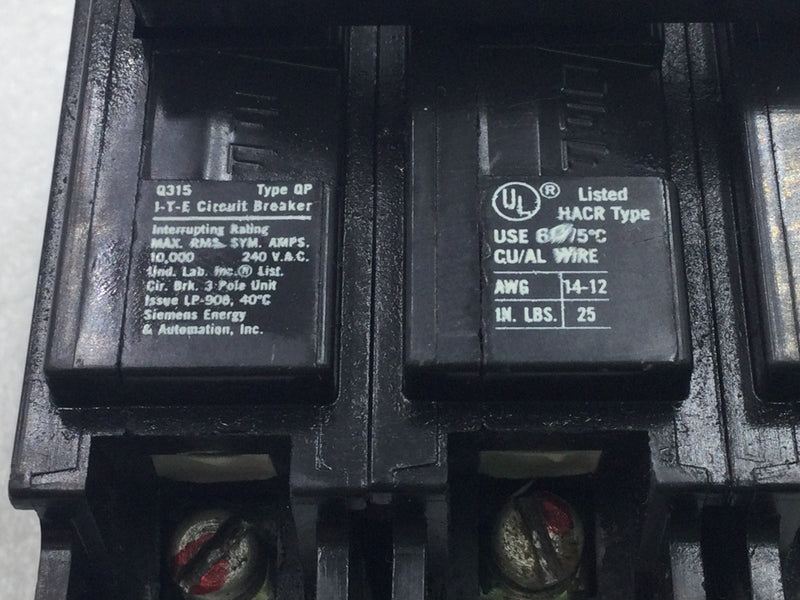 Q315 Type QP
I-T-E Circuit Breaker
Interrupting Rating
MAX. RMS SYM. AMPS.
10,000 240 V.A.C.
Und. Lab. Inc.® List.
Cir. Brk. 3-Pole Unit
Issue LP-908, 40°C
Siemens Energy
& Automation, Inc.
UL ® Listed
HACR Type
USE 75°C
CU/AL WIRE
AWG 14-12
IN. LBS. 25